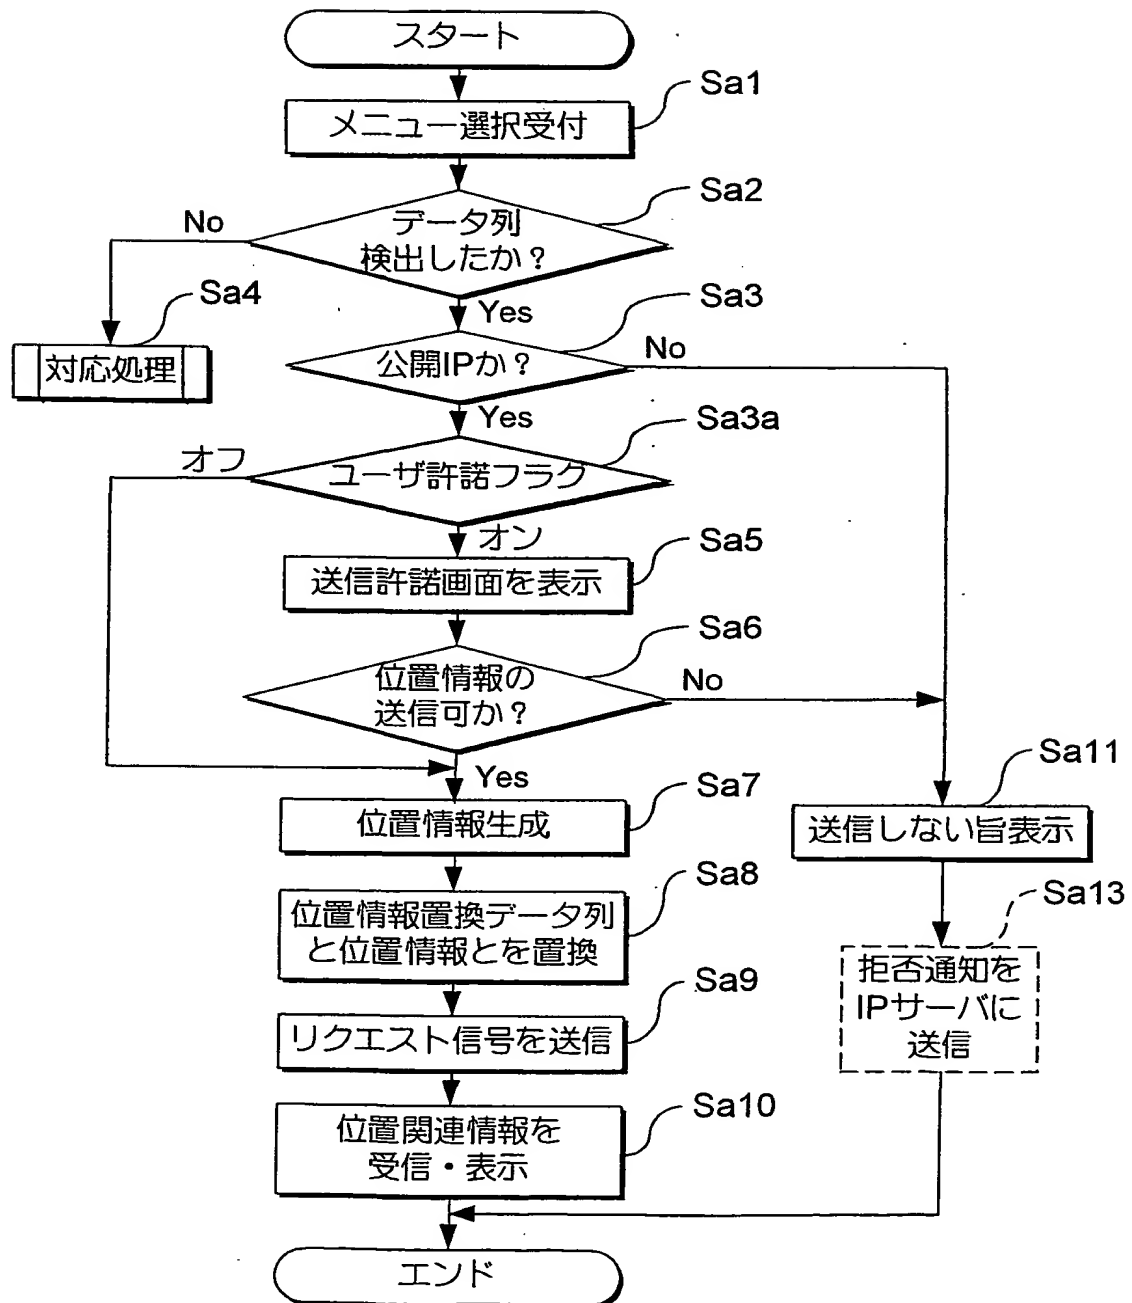 スタート
Sa1
メニュー選択受付
Sa2
No
データ列
検出したか？
Sa4
Yes
Sa3
対応処理
公開IPか？
No
Yes
Sa3a
オフ
ユーザ許諾フラグ
オン
Sa5
送信許諾画面を表示
Sa6
位置情報の
送信可か？
No
Yes
Sa7
位置情報生成
Sa11
送信しない旨表示
Sa8
位置情報置換データ列
と位置情報とを置換
Sa13
拒否通知を
IPサーバに
送信
Sa9
リクエスト信号を送信
Sa10
位置関連情報を
受信・表示
エンド